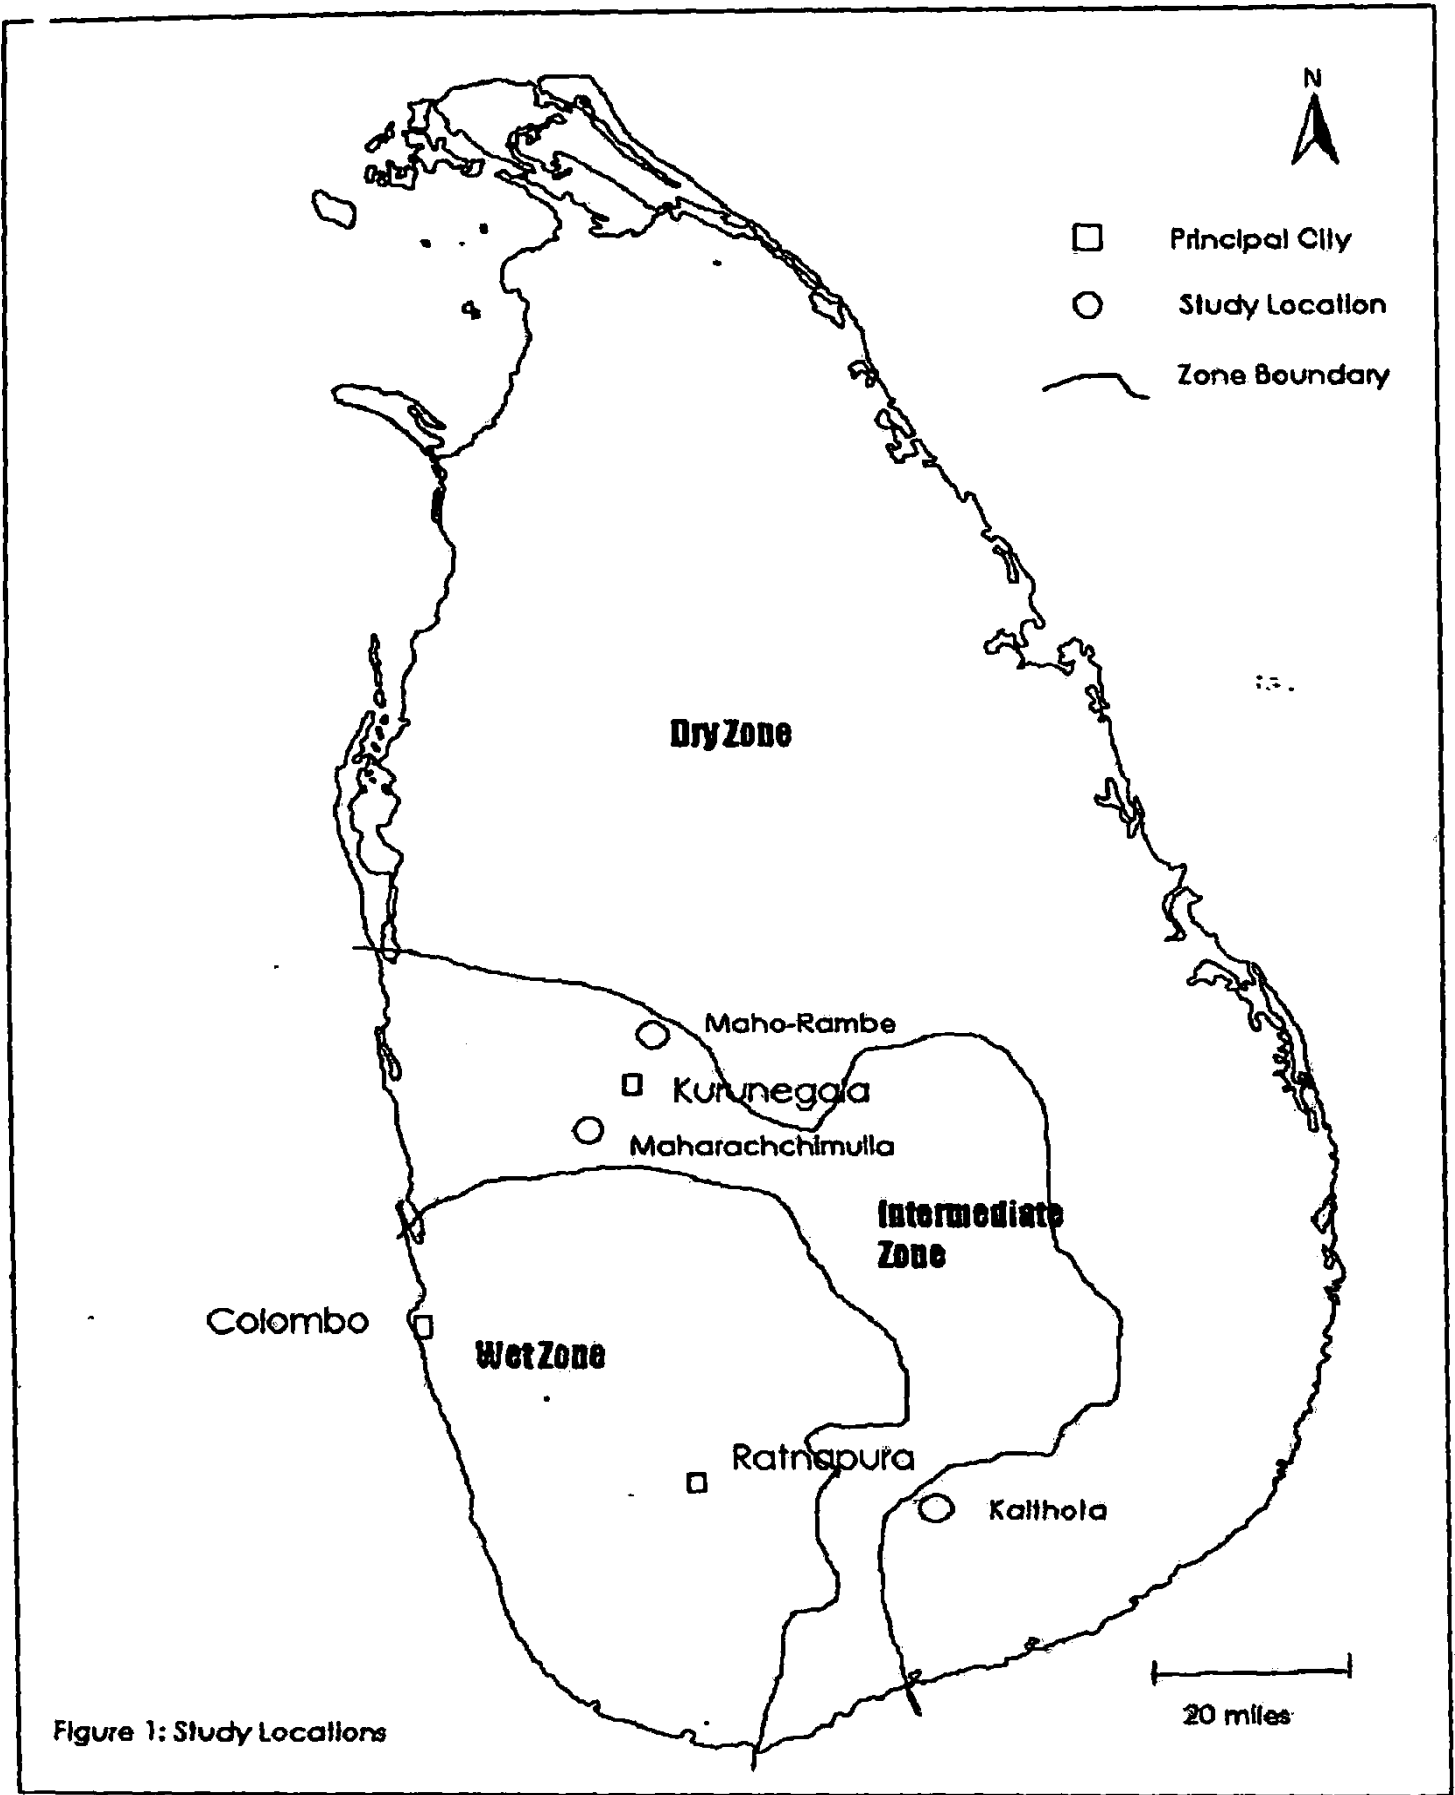 N
Principal City
Study Location
Zone Boundary
Dry Zone
Maho-Rambe
Kurunegala
Maharachchimulla
Intermediate
Zone
Colombo
Wet Zone
Ratnapura
Kalthota
20 miles
Figure 1: Study Locations